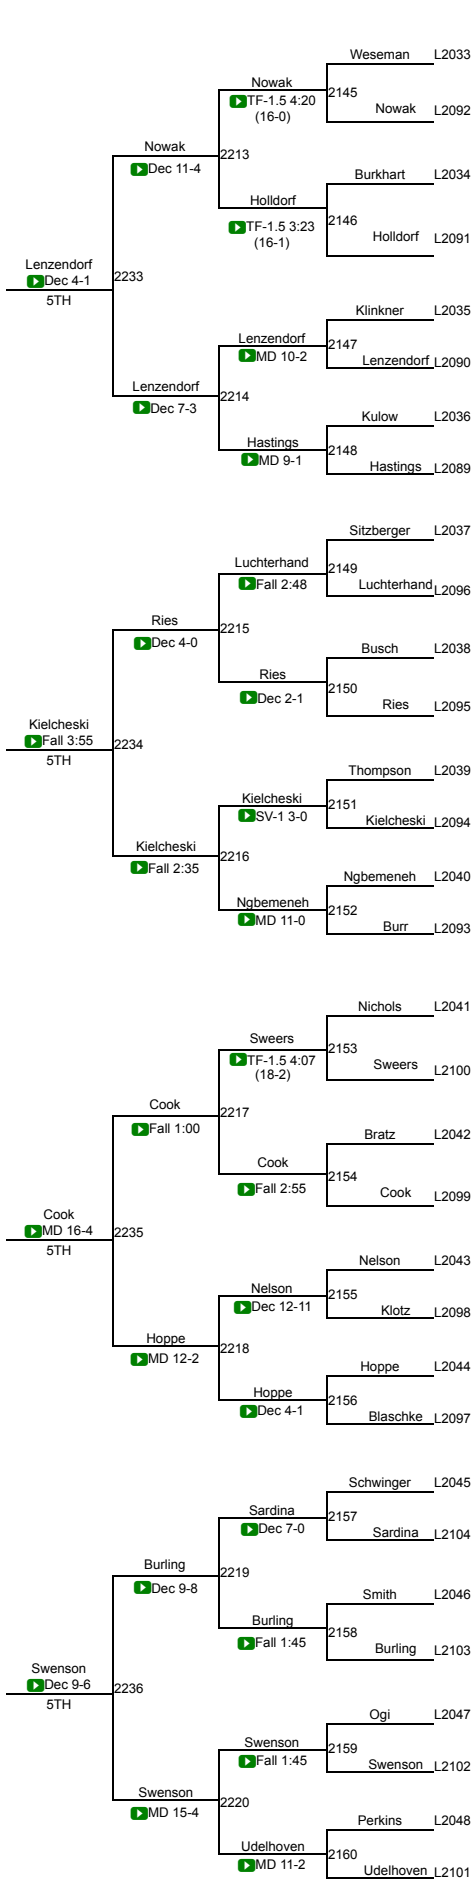 Weseman L2033
Nowak
2145
TF-1.5 4:20
(16-0)
Nowak L2092
Nowak
2213
Dec 11-4
Burkhart L2034
Holldorf
2146
TF-1.5 3:23
(16-1)
Holldorf L2091
Lenzendorf
2233
Dec 4-1
5TH
Klinkner L2035
Lenzendorf
2147
MD 10-2
Lenzendorf L2090
Lenzendorf
2214
Dec 7-3
Kulow L2036
Hastings
2148
MD 9-1
Hastings L2089
Sitzberger L2037
Luchterhand
2149
Fall 2:48
Luchterhand L2096
Ries
2215
Dec 4-0
Busch L2038
Ries
2150
Dec 2-1
Ries L2095
Kielcheski
2234
Fall 3:55
5TH
Thompson L2039
Kielcheski
2151
SV-1 3-0
Kielcheski L2094
Kielcheski
2216
Fall 2:35
Ngbemeneh L2040
Ngbemeneh
2152
MD 11-0
Burr L2093
Nichols L2041
Sweers
2153
TF-1.5 4:07
(18-2)
Sweers L2100
Cook
2217
Fall 1:00
Bratz L2042
Cook
2154
Fall 2:55
Cook L2099
Cook
2235
MD 16-4
5TH
Nelson L2043
Nelson
2155
Dec 12-11
Klotz L2098
Hoppe
2218
MD 12-2
Hoppe L2044
Hoppe
2156
Dec 4-1
Blaschke L2097
Schwinger L2045
Sardina
2157
Dec 7-0
Sardina L2104
Burling
2219
Dec 9-8
Smith L2046
Burling
2158
Fall 1:45
Burling L2103
Swenson
2236
Dec 9-6
5TH
Ogi L2047
Swenson
2159
Fall 1:45
Swenson L2102
Swenson
2220
MD 15-4
Perkins L2048
Udelhoven
2160
MD 11-2
Udelhoven L2101